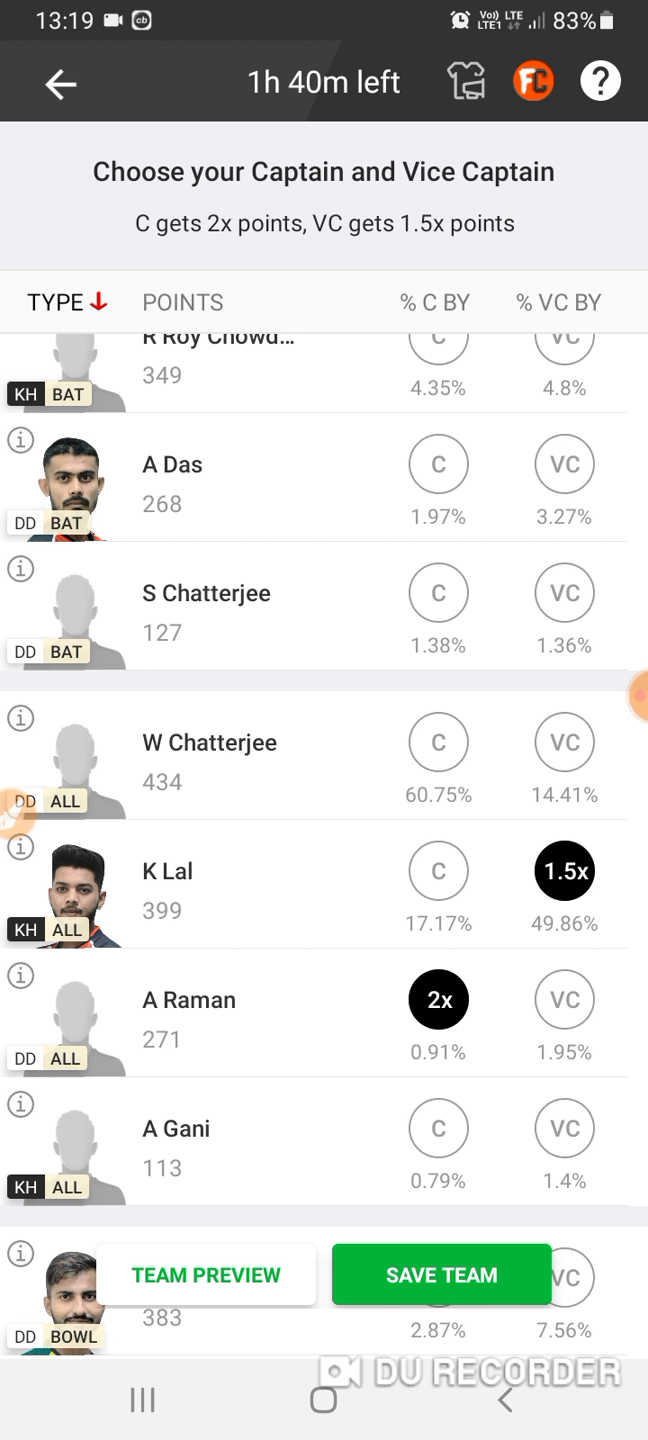 13:19 cb Vo) LTE LTE1 83%
1h 40m left FC ?
Choose your Captain and Vice Captain
C gets 2x points, VC gets 1.5x points
TYPE POINTS % C BY % VC BY
R Roy Chowd... C VC
349 4.35% 4.8%
KH BAT
A Das C VC
268 1.97% 3.27%
DD BAT
S Chatterjee C VC
127 1.38% 1.36%
DD BAT
W Chatterjee C VC
434 60.75% 14.41%
DD ALL
K Lal C 1.5x
399 17.17% 49.86%
KH ALL
A Raman 2x VC
271 0.91% 1.95%
DD ALL
A Gani C VC
113 0.79% 1.4%
KH ALL
TEAM PREVIEW SAVE TEAM VC
383 2.87% 7.56%
DD BOWL
DU RECORDER